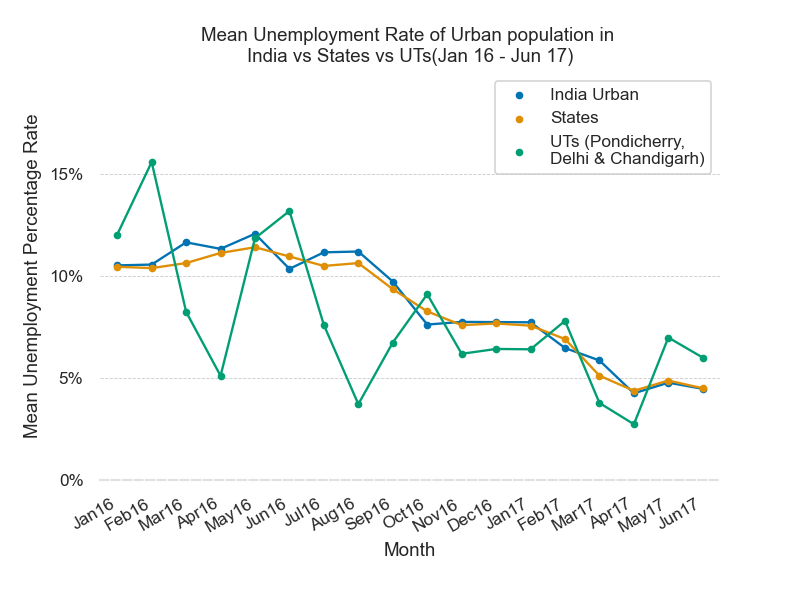 Mean Unemployment Rate of Urban population in
India vs States vs UTs(Jan 16 - Jun 17)
India Urban
States
UTs (Pondicherry,
Delhi & Chandigarh)
Mean Unemployment Percentage Rate
15%
10%
5%
0%
Jan16
Feb16
Mar16
Apr16
May16
Jun16
Jul16
Aug16
Sep16
Oct16
Nov16
Dec16
Jan17
Feb17
Mar17
Apr17
May17
Jun17
Month